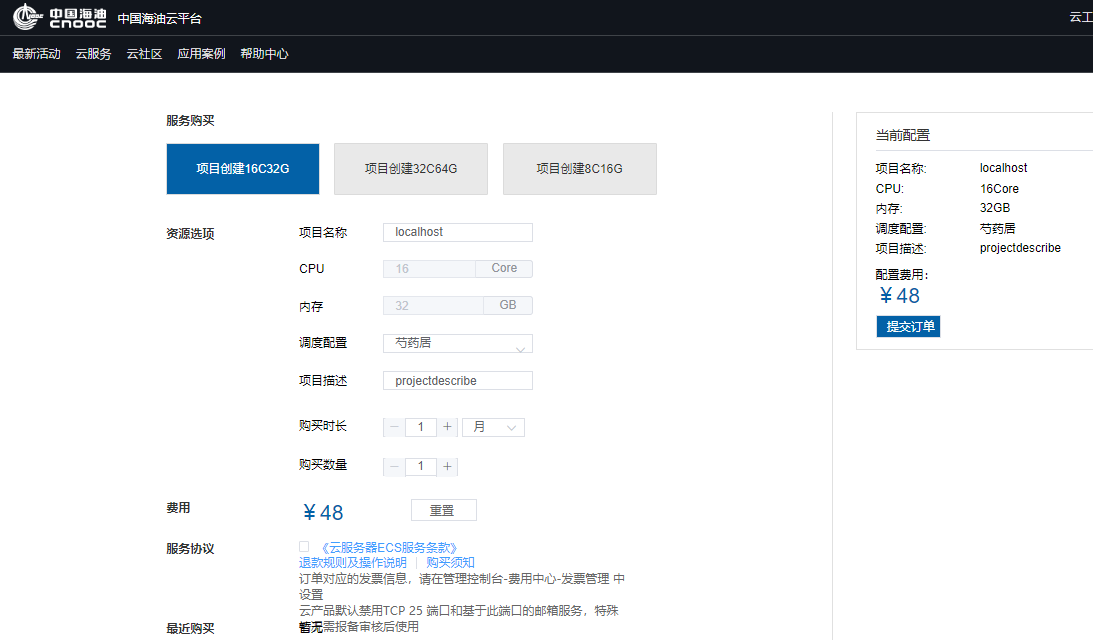 中国海油 CNOOC 中国海油云平台 云工
最新活动 云服务 云社区 应用案例 帮助中心
服务购买
项目创建16C32G 项目创建32C64G 项目创建8C16G
资源选项
项目名称 localhost
CPU 16 Core
内存 32 GB
调度配置 芍药居
项目描述 projectdescribe
购买时长 − 1 + 月
购买数量 − 1 + 
费用 ¥ 48 重置
服务协议 《云服务器ECS服务条款》
退款规则及操作说明 | 购买须知
订单对应的发票信息，请在管理控制台-费用中心-发票管理 中
设置
云产品默认禁用TCP 25 端口和基于此端口的邮箱服务，特殊
需报备审核后使用
最近购买 暂无
当前配置
项目名称: localhost
CPU: 16Core
内存: 32GB
调度配置: 芍药居
项目描述: projectdescribe
配置费用：
¥ 48
提交订单